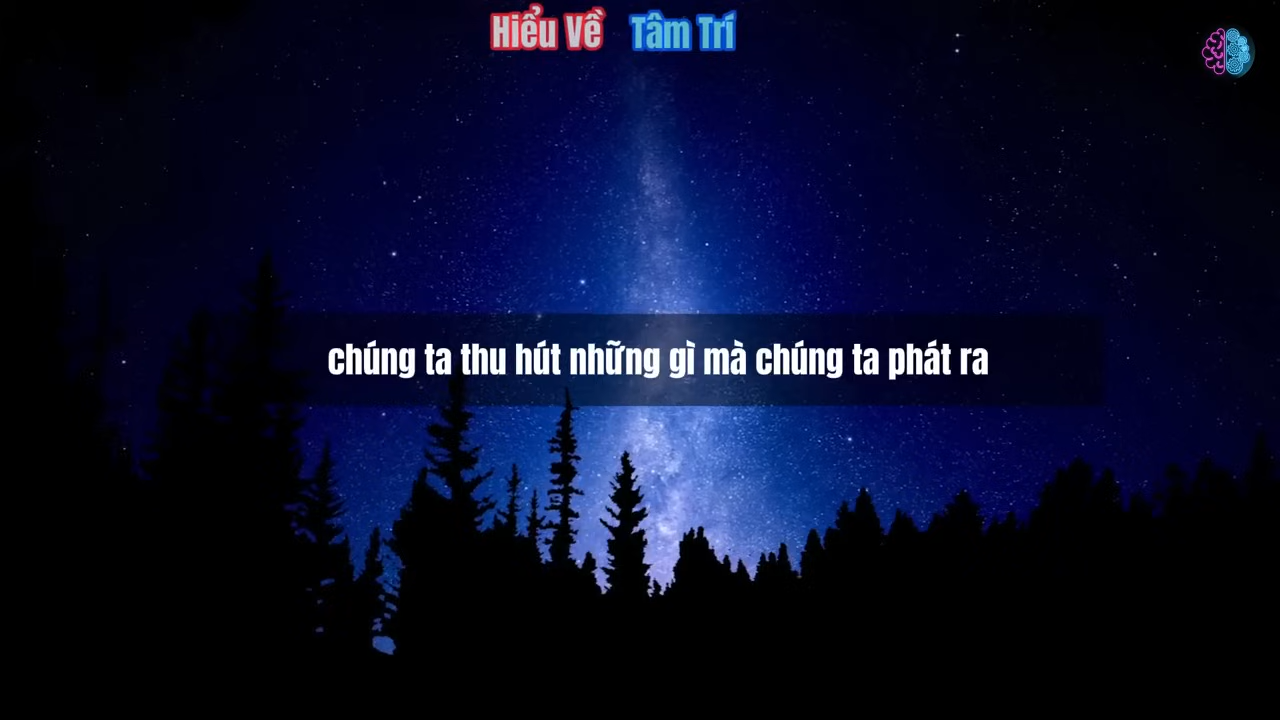 Hiểu Về Tâm Trí
chúng ta thu hút những gì mà chúng ta phát ra